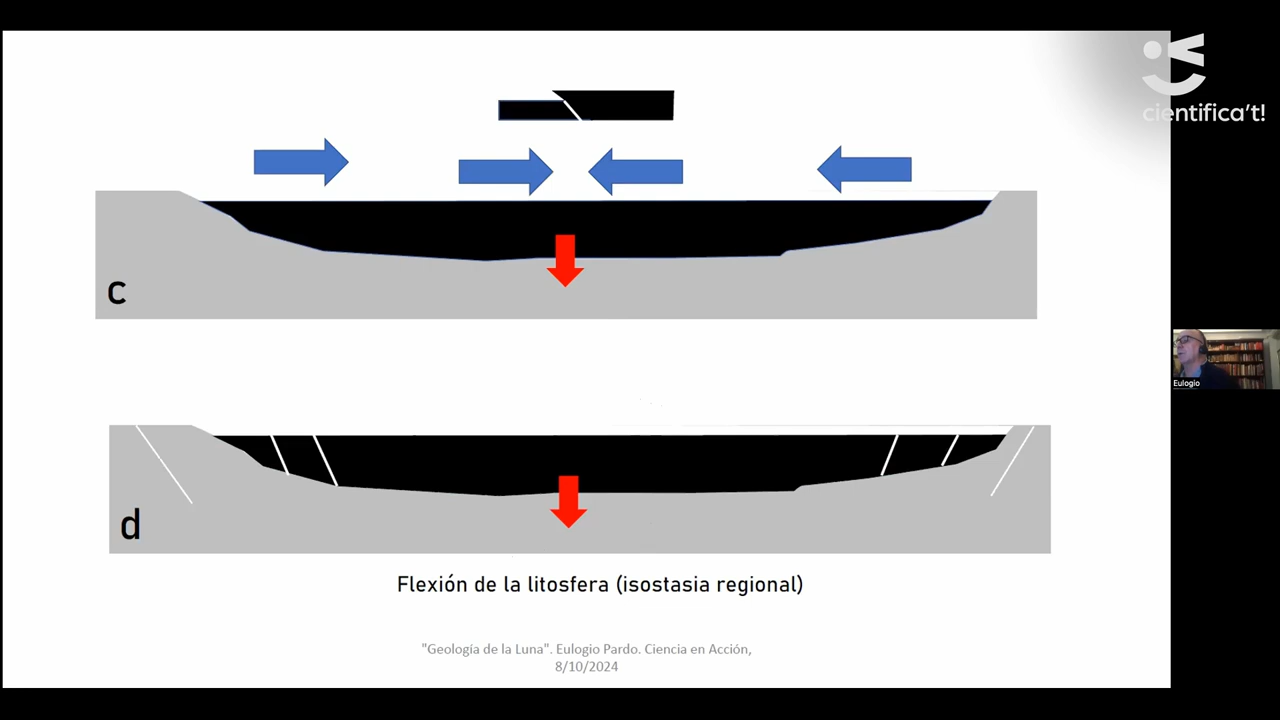 cientifica't!
c
d
Flexión de la litosfera (isostasia regional)
"Geología de la Luna". Eulogio Pardo. Ciencia en Acción,
8/10/2024
Eulogio